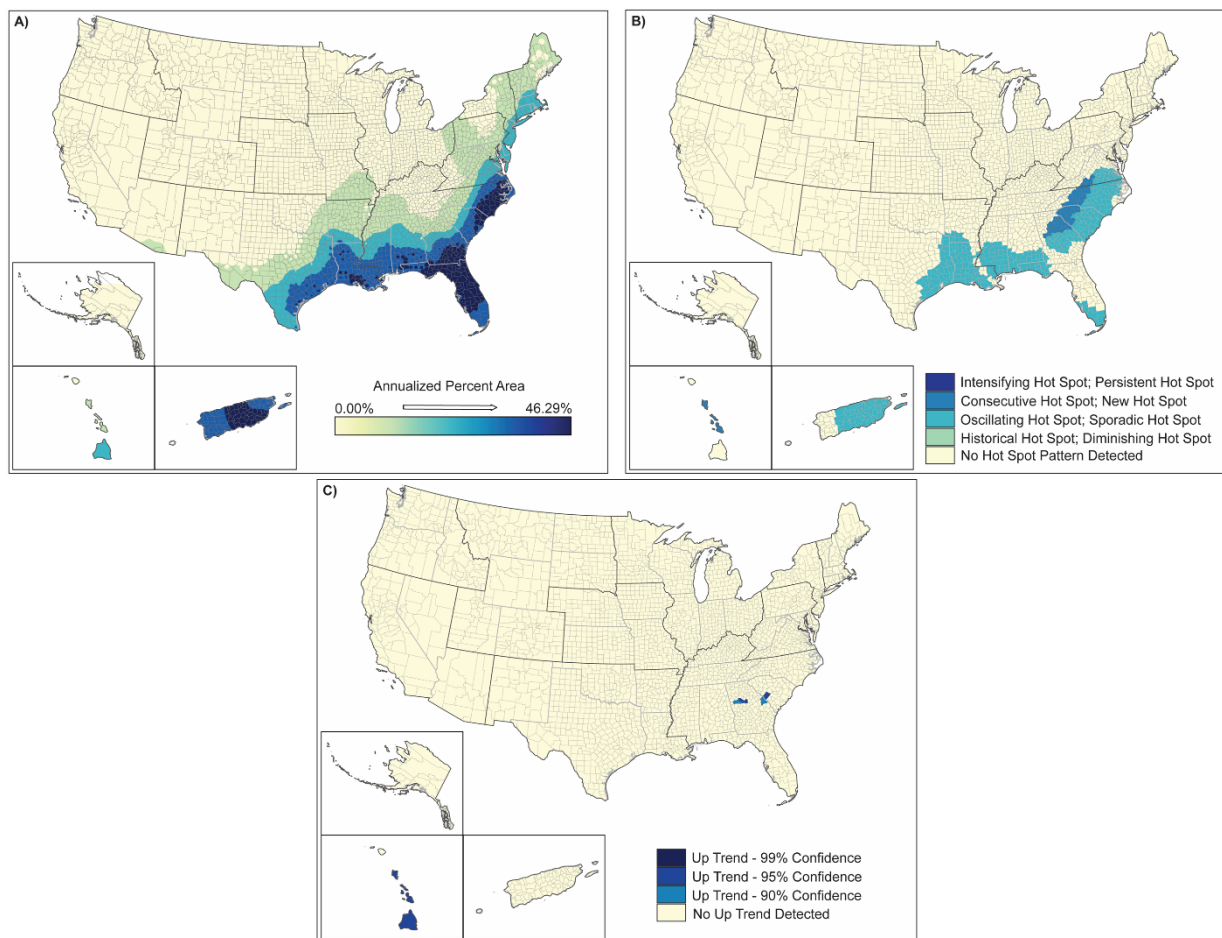 A)
Annualized Percent Area
0.00%
46.29%
B)
Intensifying Hot Spot; Persistent Hot Spot
Consecutive Hot Spot; New Hot Spot
Oscillating Hot Spot; Sporadic Hot Spot
Historical Hot Spot; Diminishing Hot Spot
No Hot Spot Pattern Detected
C)
Up Trend - 99% Confidence
Up Trend - 95% Confidence
Up Trend - 90% Confidence
No Up Trend Detected